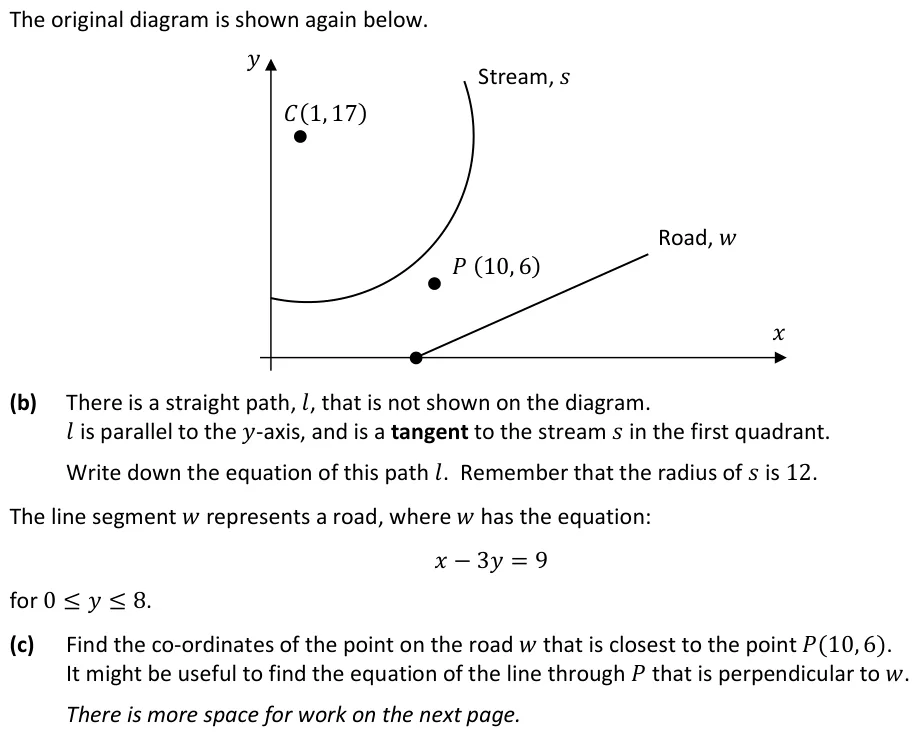 The original diagram is shown again below.
y
Stream, s
C(1, 17)
Road, w
P (10, 6)
x
(b) There is a straight path, l, that is not shown on the diagram.
l is parallel to the y-axis, and is a tangent to the stream s in the first quadrant.
Write down the equation of this path l. Remember that the radius of s is 12.
The line segment w represents a road, where w has the equation:
x − 3y = 9
for 0 ≤ y ≤ 8.
(c) Find the co-ordinates of the point on the road w that is closest to the point P(10, 6).
It might be useful to find the equation of the line through P that is perpendicular to w.
There is more space for work on the next page.